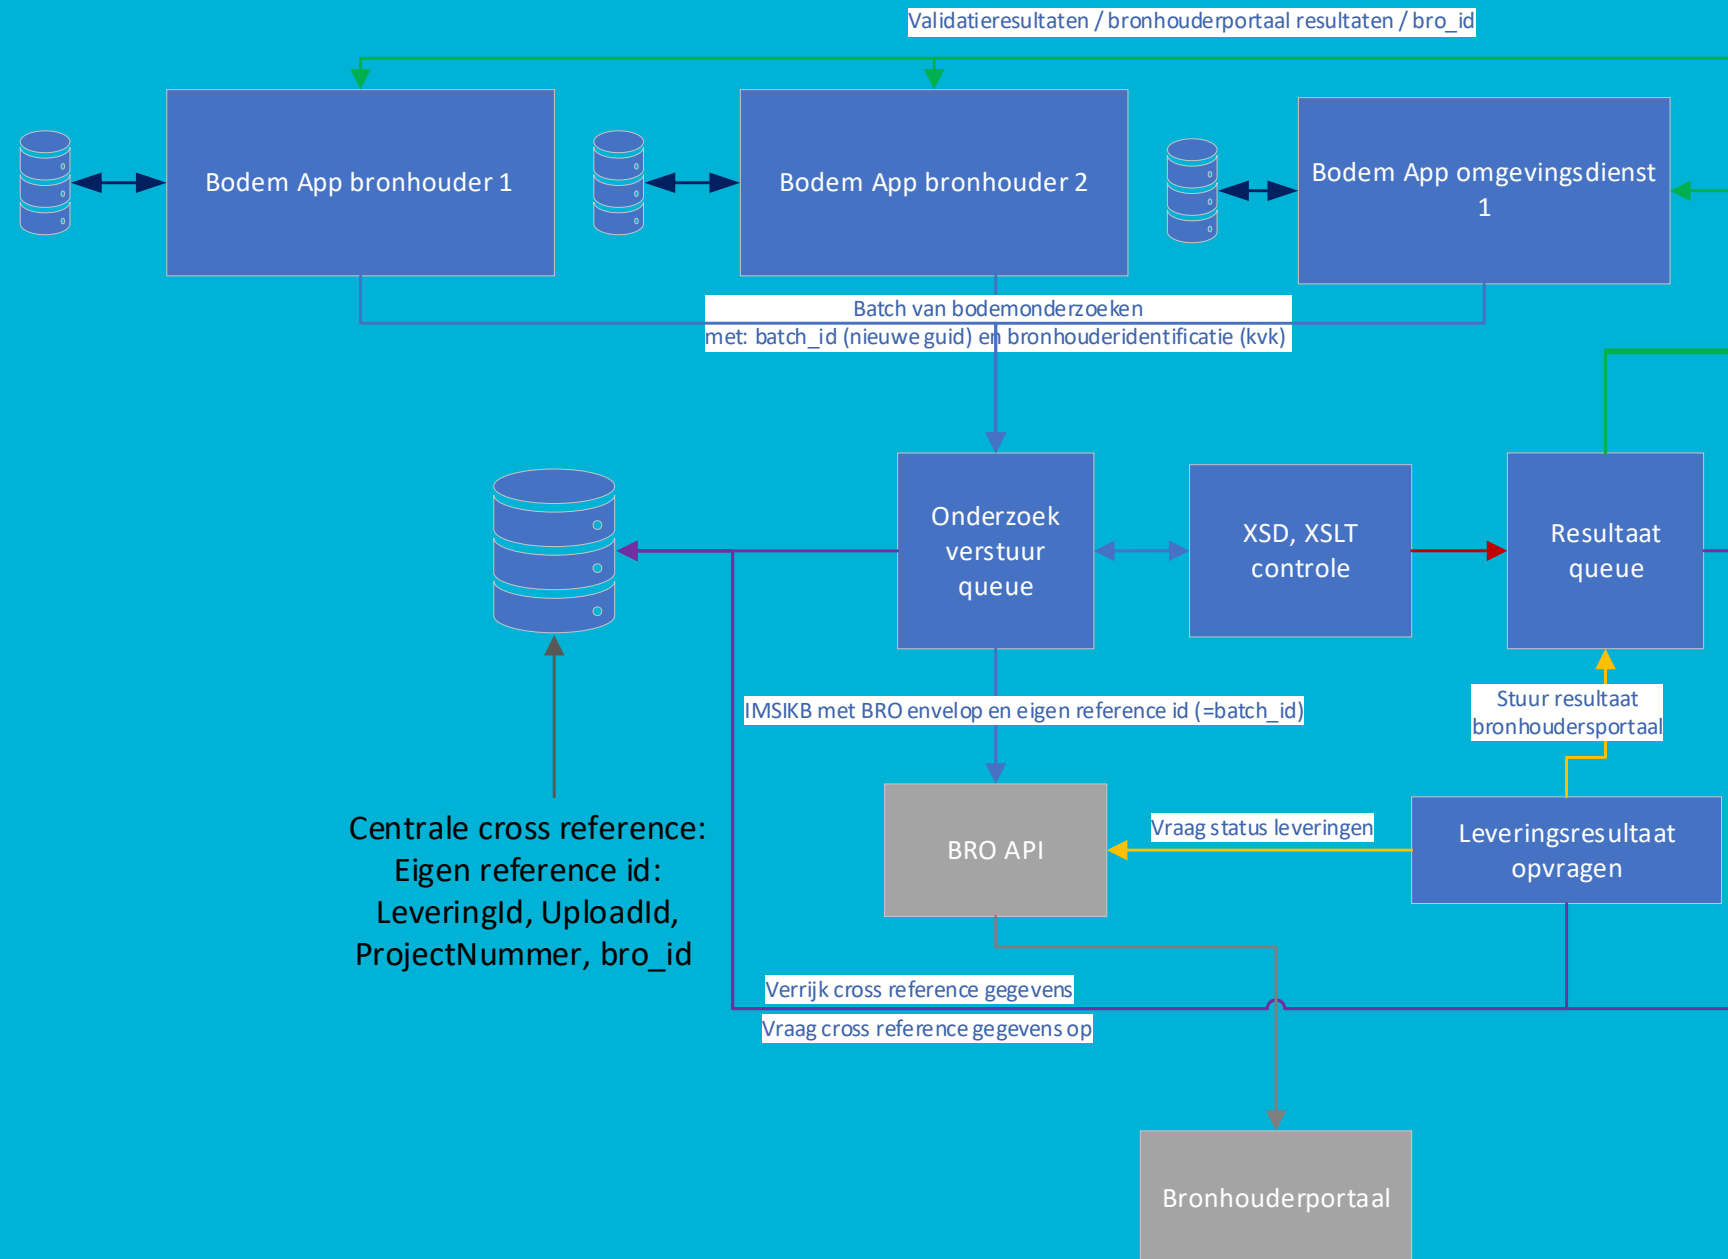 Validatieresultaten / bronhouderportaal resultaten / bro_id
Bodem App bronhouder 1
Bodem App bronhouder 2
Bodem App omgevingsdienst
1
Batch van bodemonderzoeken
met: batch_id (nieuwe guid) en bronhouderidentificatie (kvk)
Onderzoek
verstuur
queue
XSD, XSLT
controle
Resultaat
queue
IMSIKB met BRO envelop en eigen reference id (=batch_id)
Stuur resultaat
bronhoudersportaal
Centrale cross reference:
Eigen reference id:
LeveringId, UploadId,
ProjectNummer, bro_id
BRO API
Vraag status leveringen
Leveringsresultaat
opvragen
Verrijk cross reference gegevens
Vraag cross reference gegevens op
Bronhouderportaal